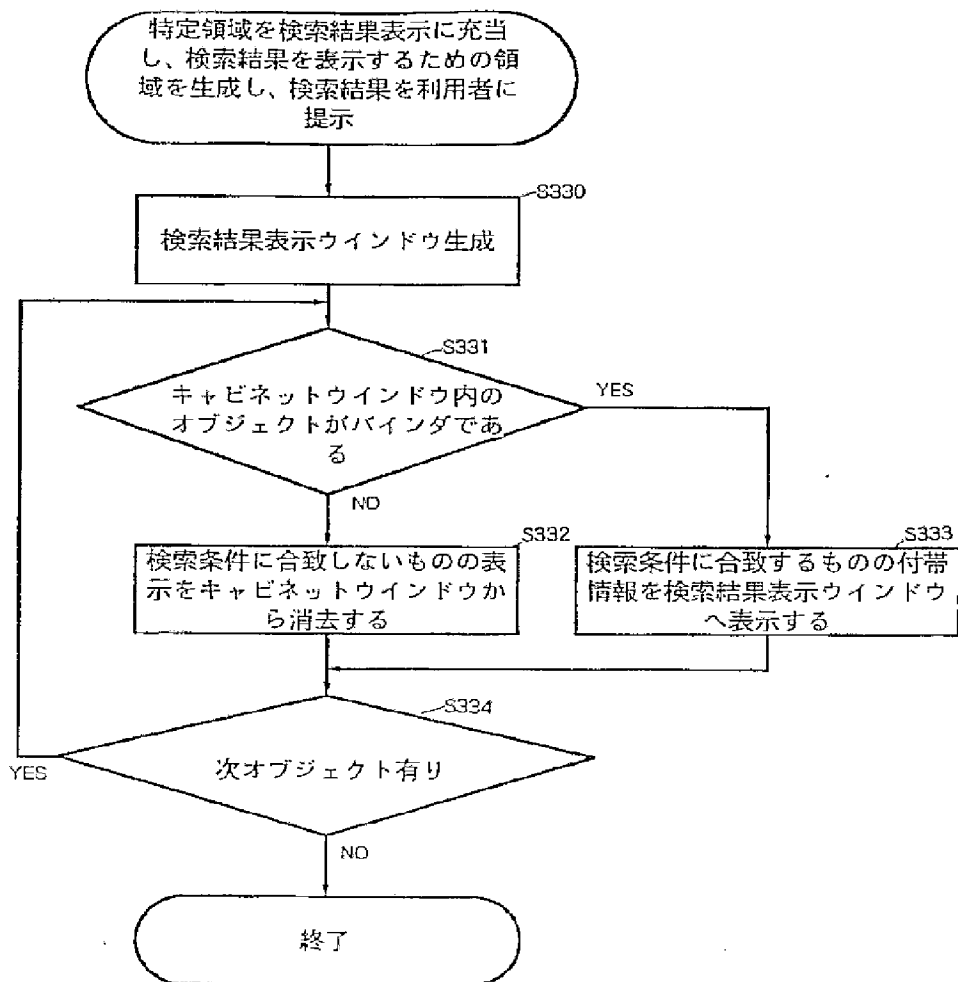 特定領域を検索結果表示に充当
し、検索結果を表示するための領
域を生成し、検索結果を利用者に
提示
S330
検索結果表示ウインドウ生成
S331
キャビネットウインドウ内の
オブジェクトがバインダであ
る
YES
NO
S332
検索条件に合致しないものの表
示をキャビネットウインドウか
ら消去する
S333
検索条件に合致するものの付帯
情報を検索結果表示ウインドウ
へ表示する
S334
次オブジェクト有り
YES
NO
終了